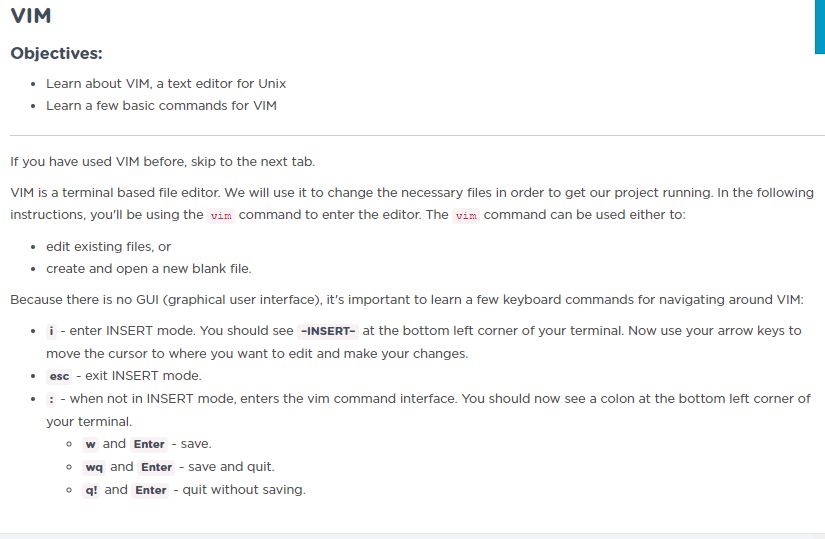 VIM
Objectives:
• Learn about VIM, a text editor for Unix
• Learn a few basic commands for VIM
If you have used VIM before, skip to the next tab.
VIM is a terminal based file editor. We will use it to change the necessary files in order to get our project running. In the following
instructions, you'll be using the vim command to enter the editor. The vim command can be used either to:
• edit existing files, or
• create and open a new blank file.
Because there is no GUI (graphical user interface), it's important to learn a few keyboard commands for navigating around VIM:
• i - enter INSERT mode. You should see -INSERT- at the bottom left corner of your terminal. Now use your arrow keys to
move the cursor to where you want to edit and make your changes.
• esc - exit INSERT mode.
• : - when not in INSERT mode, enters the vim command interface. You should now see a colon at the bottom left corner of
your terminal.
◦ w and Enter - save.
◦ wq and Enter - save and quit.
◦ q! and Enter - quit without saving.